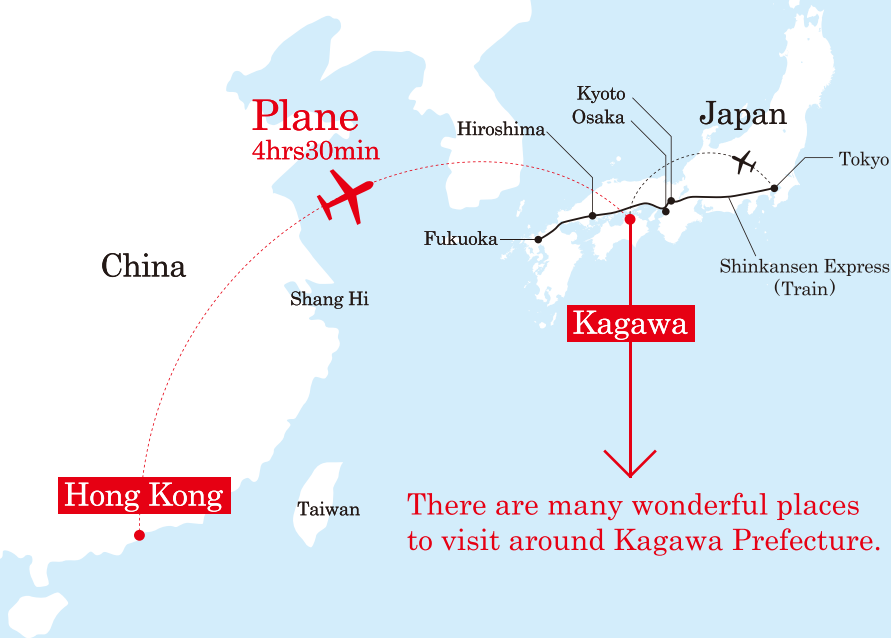 Plane
4hrs30min
Kyoto
Osaka
Hiroshima
Japan
Tokyo
Fukuoka
China
Shinkansen Express
(Train)
Shang Hi
Kagawa
Hong Kong
Taiwan
There are many wonderful places
to visit around Kagawa Prefecture.